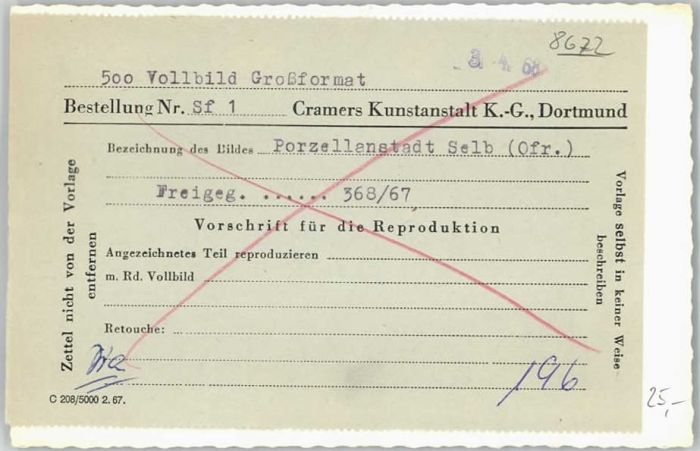 8672
3. 4. 68
500 Vollbild Großformat
Bestellung Nr. Sf 1 Cramers Kunstanstalt K.-G., Dortmund
Bezeichnung des Bildes Porzellanstadt Selb (Ofr.)
Freigeg. ...... 368/67
Vorschrift für die Reproduktion
Angezeichnetes Teil reproduzieren
m. Rd. Vollbild
Retouche:
196
C 208/5000 2. 67.
Zettel nicht von der Vorlage
entfernen
Vorlage selbst in keiner Weise
beschreiben
25,-